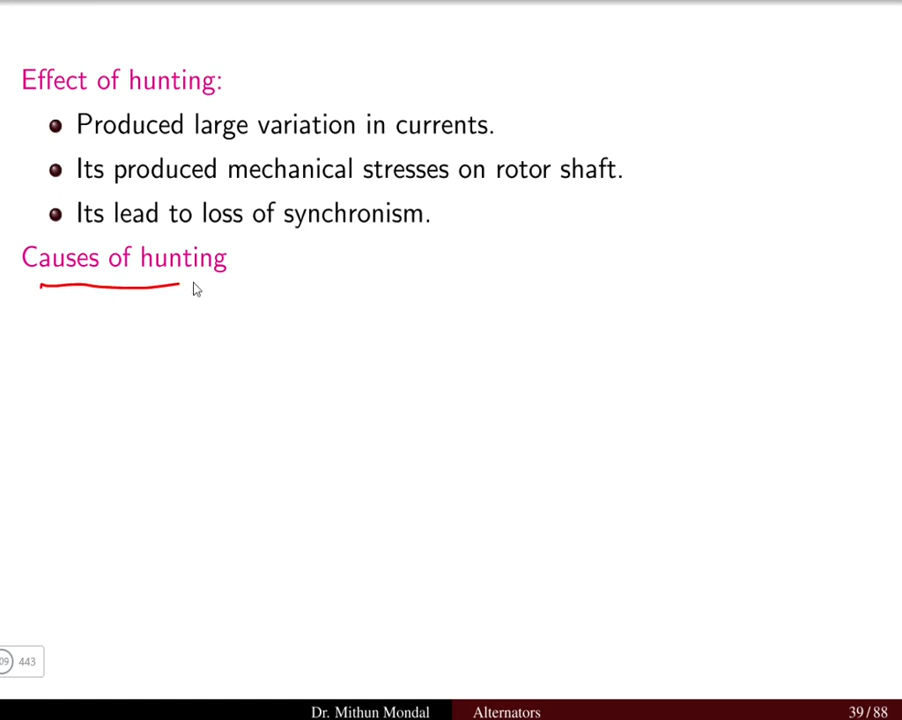 Effect of hunting:
Produced large variation in currents.
Its produced mechanical stresses on rotor shaft.
Its lead to loss of synchronism.
Causes of hunting
09 443
Dr. Mithun Mondal Alternators 39/88